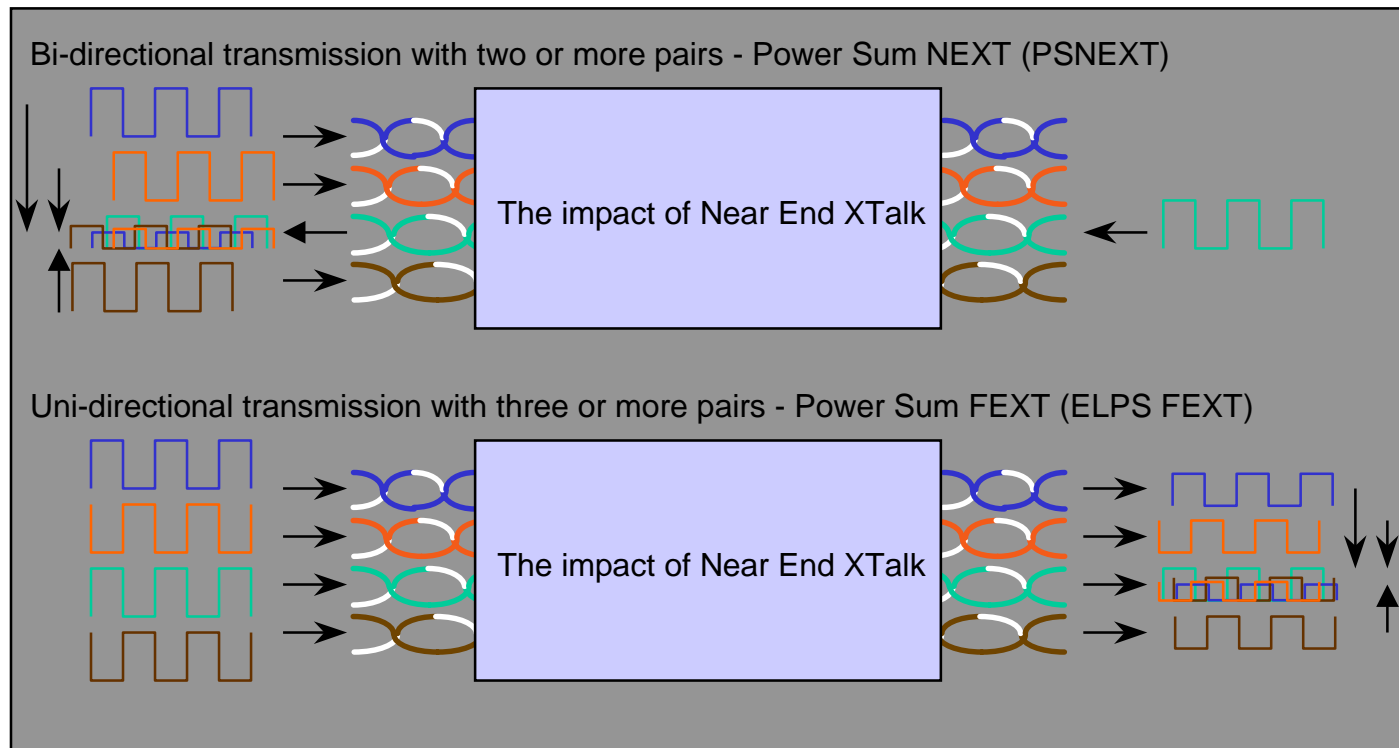 Bi-directional transmission with two or more pairs - Power Sum NEXT (PSNEXT)
The impact of Near End XTalk
Uni-directional transmission with three or more pairs - Power Sum FEXT (ELPS FEXT)
The impact of Near End XTalk